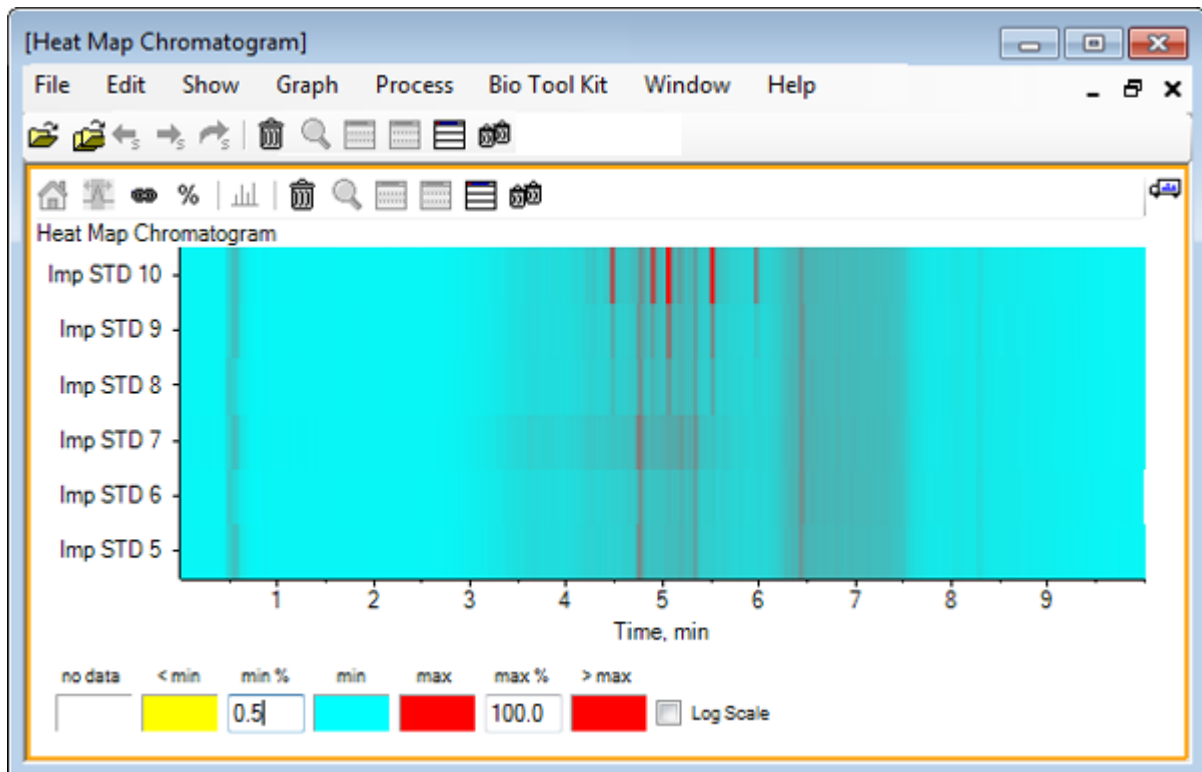 [Heat Map Chromatogram]
File Edit Show Graph Process Bio Tool Kit Window Help
%
Heat Map Chromatogram
Imp STD 10
Imp STD 9
Imp STD 8
Imp STD 7
Imp STD 6
Imp STD 5
1 2 3 4 5 6 7 8 9
Time, min
no data < min min % min max max % > max
0.5 100.0 Log Scale